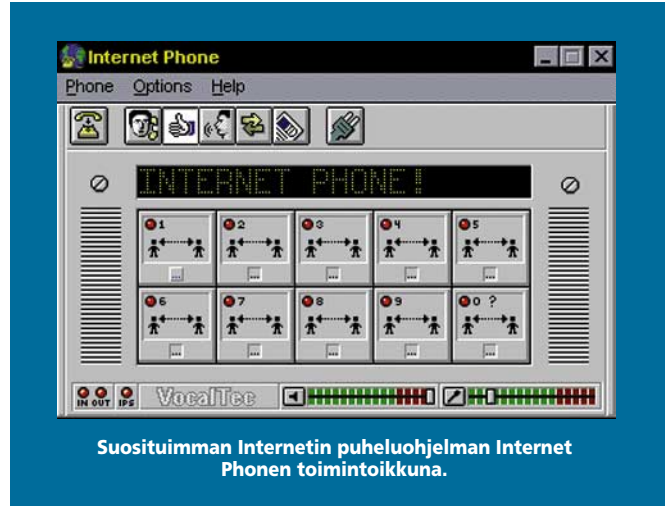 Internet Phone
Phone Options Help
INTERNET PHONE!
1 2 3 4 5
... ... ... ... ...
6 7 8 9 0 ?
... ... ... ... ...
IN OUT IPS VocalTec
Suosituimman Internetin puheluohjelman Internet
Phonen toimintoikkuna.